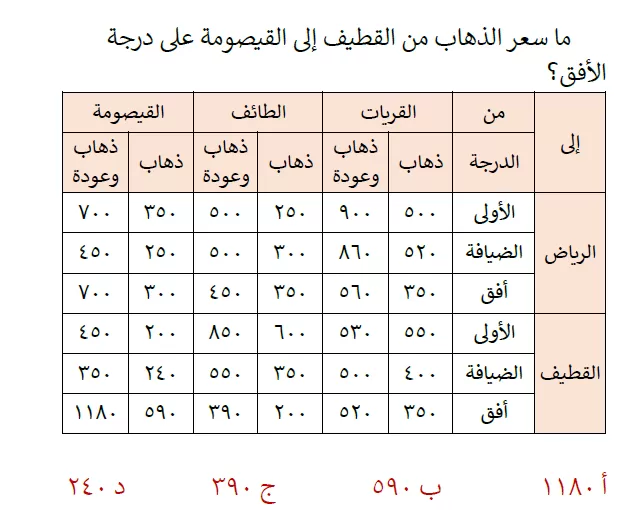 ما سعر الذهاب من القطيف إلى القيصومة على درجة
الأفق؟
إلى من القريات الطائف القيصومة
الدرجة ذهاب ذهاب وعودة ذهاب ذهاب وعودة ذهاب ذهاب وعودة
الرياض الأولى ٥٠٠ ٩٠٠ ٢٥٠ ٥٠٠ ٣٥٠ ٧٠٠
الضيافة ٥٢٠ ٨٦٠ ٣٠٠ ٥٠٠ ٢٥٠ ٤٥٠
أفق ٣٥٠ ٥٦٠ ٣٥٠ ٤٥٠ ٣٠٠ ٧٠٠
القطيف الأولى ٥٥٠ ٥٣٠ ٦٠٠ ٨٥٠ ٢٠٠ ٤٥٠
الضيافة ٤٠٠ ٥٠٠ ٣٥٠ ٥٥٠ ٢٤٠ ٣٥٠
أفق ٣٥٠ ٥٢٠ ٢٠٠ ٣٩٠ ٥٩٠ ١١٨٠
أ ١١٨٠ ب ٥٩٠ ج ٣٩٠ د ٢٤٠